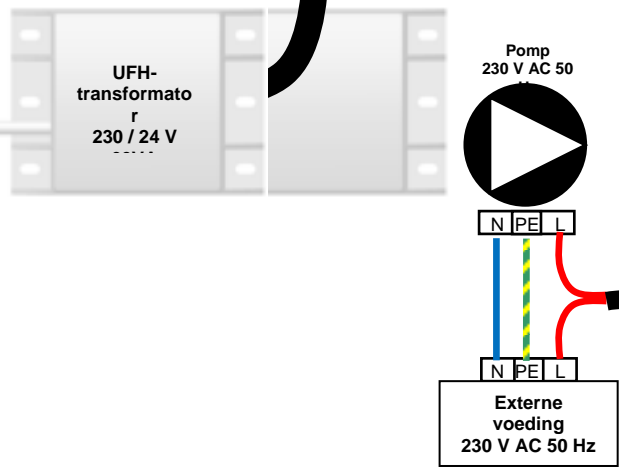 UFH-
transformato
r
230 / 24 V
Pomp
230 V AC 50
N PE L
N PE L
Externe
voeding
230 V AC 50 Hz